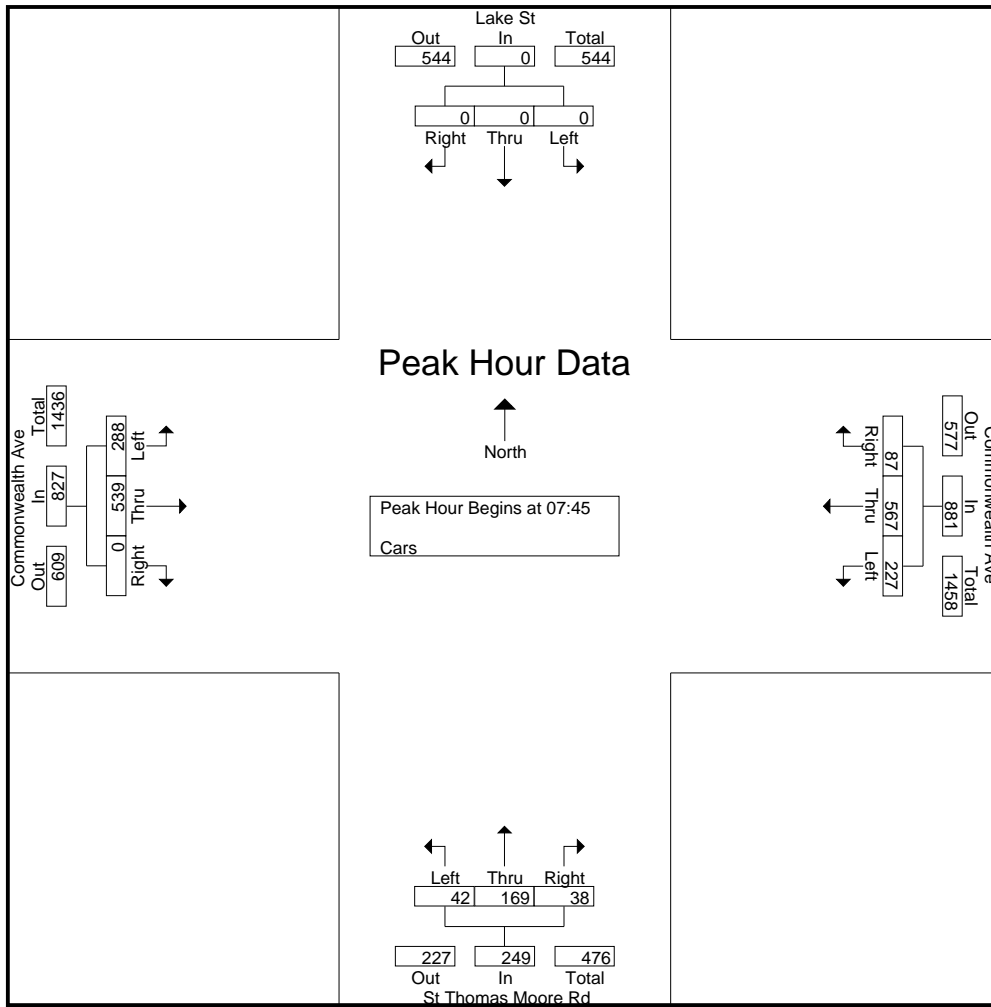 Lake St
Out In Total
544 0 544
0 0 0
Right Thru Left
Peak Hour Data
North
Peak Hour Begins at 07:45
Cars
Commonwealth Ave
Out In Total
609 827 1436
0 539 288
Right Thru Left
Commonwealth Ave
Out In Total
577 881 1458
87 567 227
Right Thru Left
Left Thru Right
42 169 38
227 249 476
Out In Total
St Thomas Moore Rd